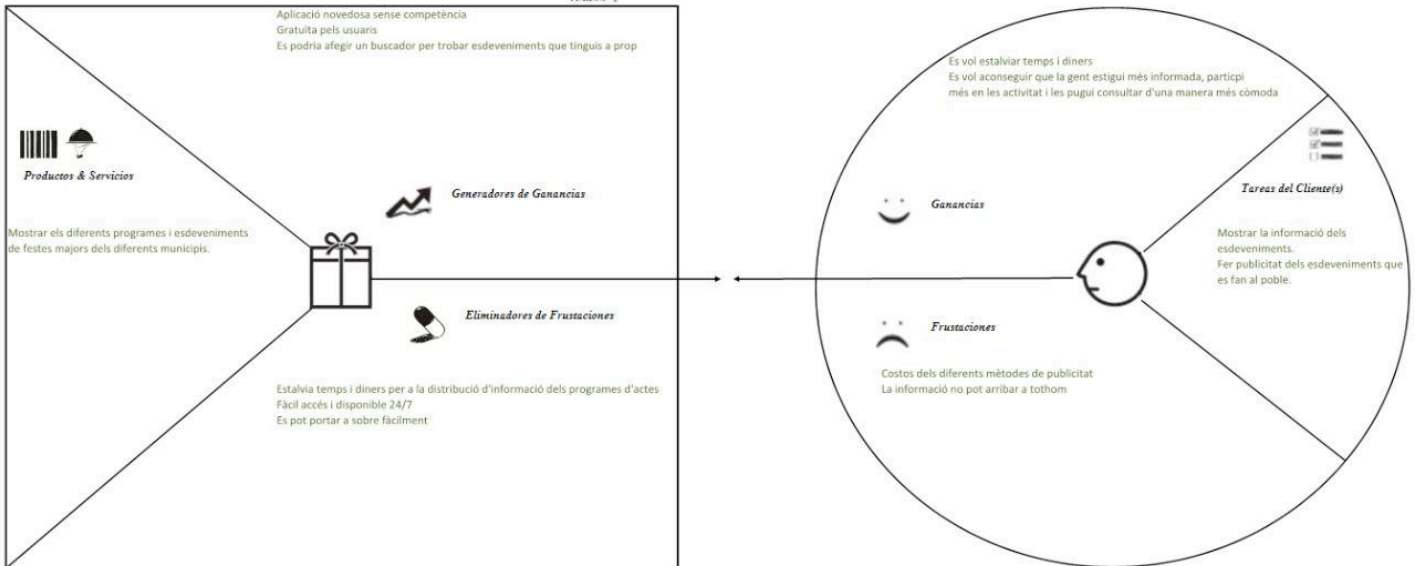 Aplicació novedosa sense competència
Gratuïta pels usuaris
Es podria afegir un buscador per trobar esdeveniments que tinguis a prop
Productos & Servicios
Mostrar els diferents programes i esdeveniments
de festes majors dels diferents municipis.
Generadores de Ganancias
Eliminadores de Frustaciones
Estalvia temps i diners per a la distribució d'informació dels programes d'actes
Fàcil accés i disponible 24/7
Es pot portar a sobre fàcilment
Es vol estalviar temps i diners
Es vol aconseguir que la gent estigui més informada, particpi
més en les activitat i les pugui consultar d'una manera més còmoda
Ganancias
Tareas del Cliente(s)
Mostrar la informació dels
esdeveniments.
Fer publicitat dels esdeveniments que
es fan al poble.
Frustaciones
Costos dels diferents mètodes de publicitat
La informació no pot arribar a tothom